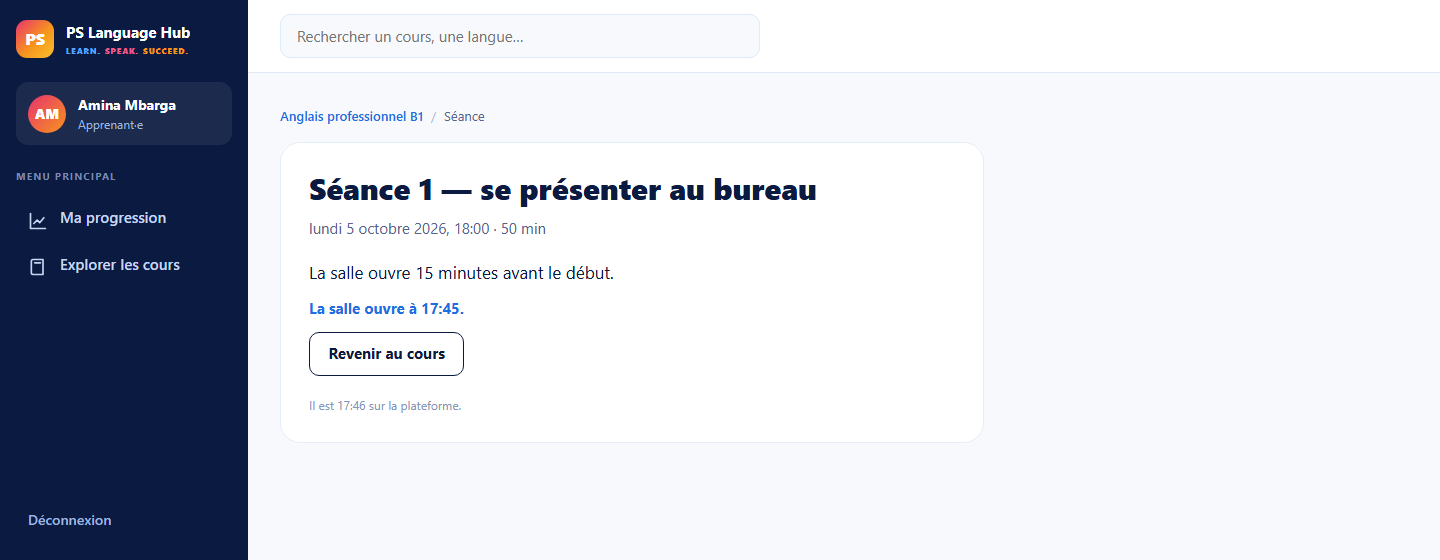 PS
PS Language Hub
LEARN. SPEAK. SUCCEED.
AM
Amina Mbarga
Apprenant·e
MENU PRINCIPAL
Ma progression
Explorer les cours
Déconnexion
Rechercher un cours, une langue...
Anglais professionnel B1 / Séance
Séance 1 — se présenter au bureau
lundi 5 octobre 2026, 18:00 · 50 min
La salle ouvre 15 minutes avant le début.
La salle ouvre à 17:45.
Revenir au cours
Il est 17:46 sur la plateforme.